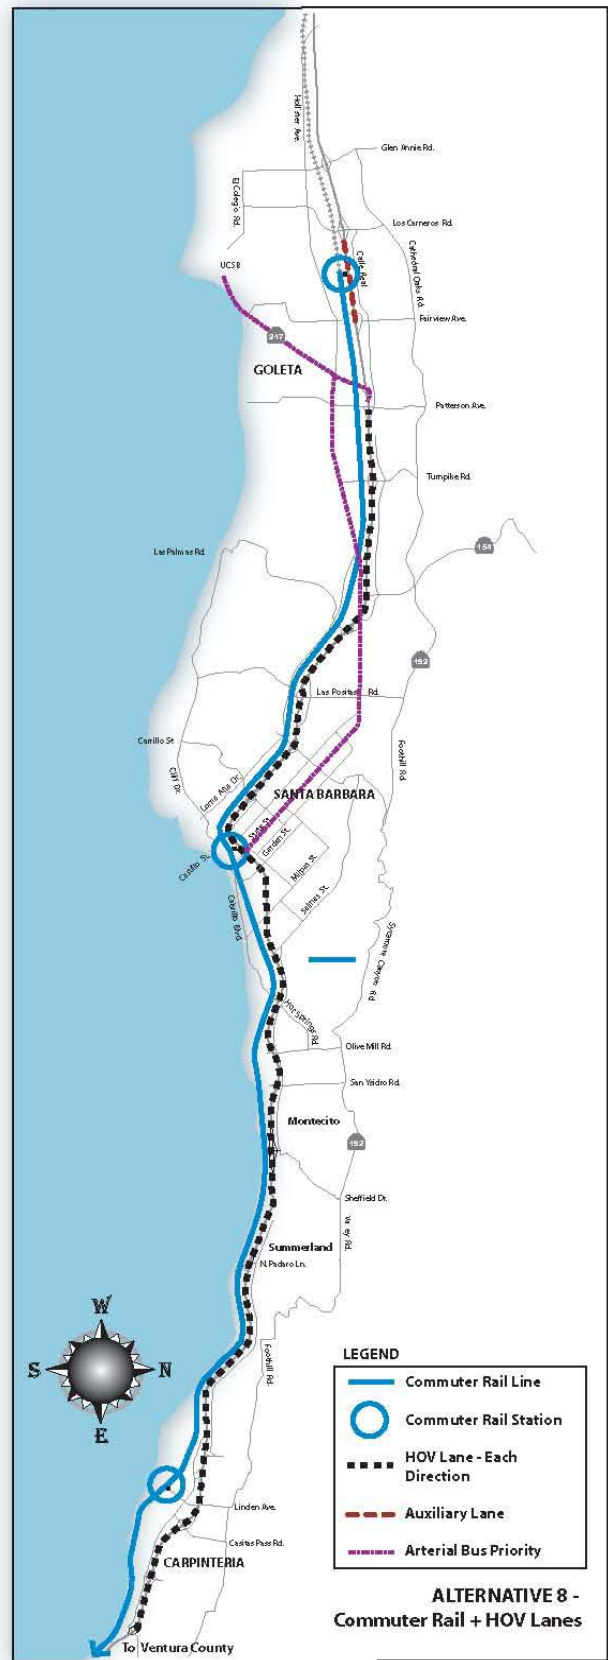 Hollister Ave.
Glen Annie Rd.
El Colegio Rd.
Los Carneros Rd.
Calle Real
Cathedral Oaks Rd.
UCSB
Fairview Ave.
217
GOLETA
Patterson Ave.
Turnpike Rd.
Las Palmas Rd.
154
192
Las Positas Rd.
Carrillo St.
Foothill Rd.
Cliff Dr.
Loma Alta Dr.
SANTA BARBARA
State St.
Garden St.
Castillo St.
Milpas St.
Salinas St.
Cabrillo Blvd.
Sycamore Canyon Rd.
Hot Springs Rd.
Olive Mill Rd.
San Ysidro Rd.
Montecito
192
Sheffield Dr.
Valley Rd.
Summerland
N. Padaro Ln.
W
S
N
E
Foothill Rd.
LEGEND
Commuter Rail Line
Commuter Rail Station
HOV Lane - Each
Direction
Auxiliary Lane
Arterial Bus Priority
Linden Ave.
Casitas Pass Rd.
CARPINTERIA
ALTERNATIVE 8 -
Commuter Rail + HOV Lanes
To Ventura County